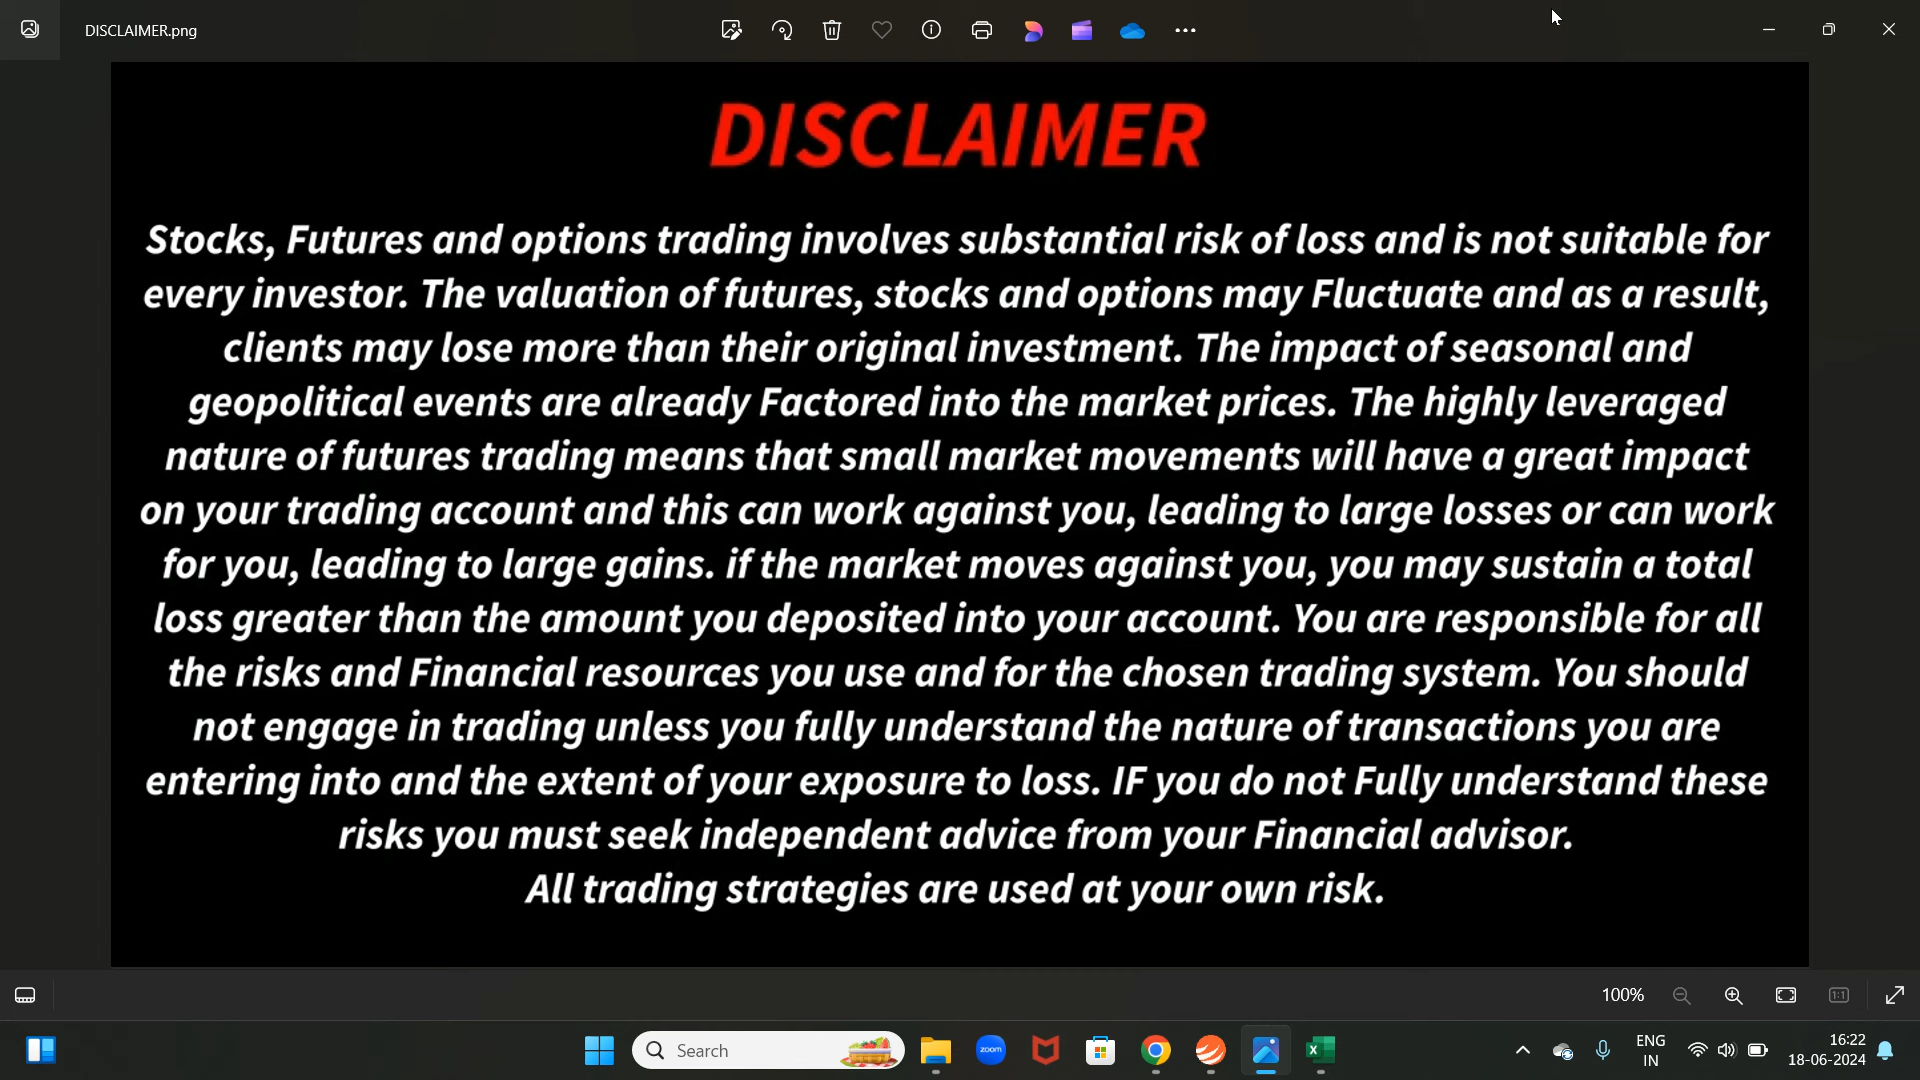 DISCLAIMER.png
DISCLAIMER
Stocks, Futures and options trading involves substantial risk of loss and is not suitable for
every investor. The valuation of futures, stocks and options may Fluctuate and as a result,
clients may lose more than their original investment. The impact of seasonal and
geopolitical events are already Factored into the market prices. The highly leveraged
nature of futures trading means that small market movements will have a great impact
on your trading account and this can work against you, leading to large losses or can work
for you, leading to large gains. if the market moves against you, you may sustain a total
loss greater than the amount you deposited into your account. You are responsible for all
the risks and Financial resources you use and for the chosen trading system. You should
not engage in trading unless you fully understand the nature of transactions you are
entering into and the extent of your exposure to loss. IF you do not Fully understand these
risks you must seek independent advice from your Financial advisor.
All trading strategies are used at your own risk.
100%
1:1
Search
zoom
ENG
IN
16:22
18-06-2024